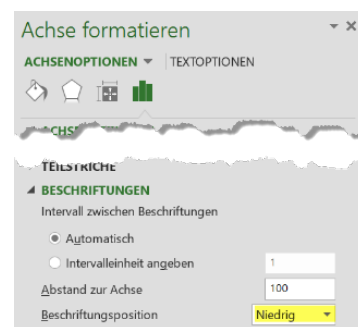 Achse formatieren
ACHSENOPTIONEN TEXTOPTIONEN
TEILSTRICHE
BESCHRIFTUNGEN
Intervall zwischen Beschriftungen
Automatisch
Intervalleinheit angeben 1
Abstand zur Achse 100
Beschriftungsposition Niedrig